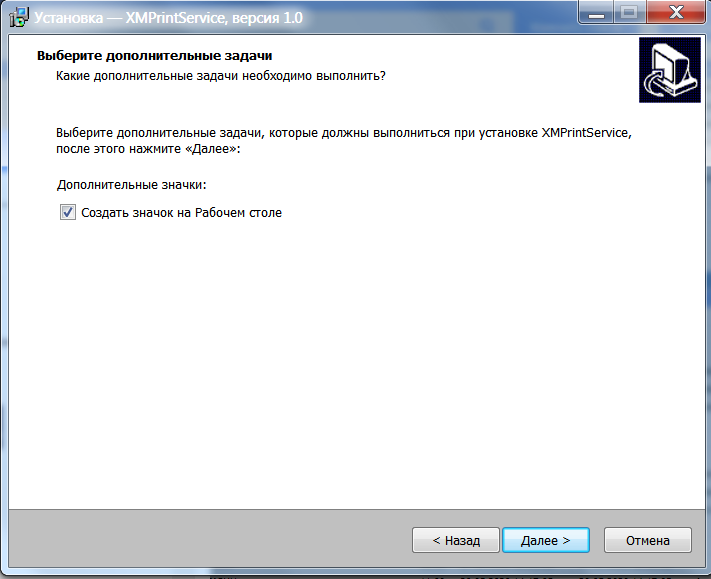 Установка — XMPrintService, версия 1.0
Выберите дополнительные задачи
Какие дополнительные задачи необходимо выполнить?
Выберите дополнительные задачи, которые должны выполниться при установке XMPrintService,
после этого нажмите «Далее»:
Дополнительные значки:
Создать значок на Рабочем столе
< Назад
Далее >
Отмена